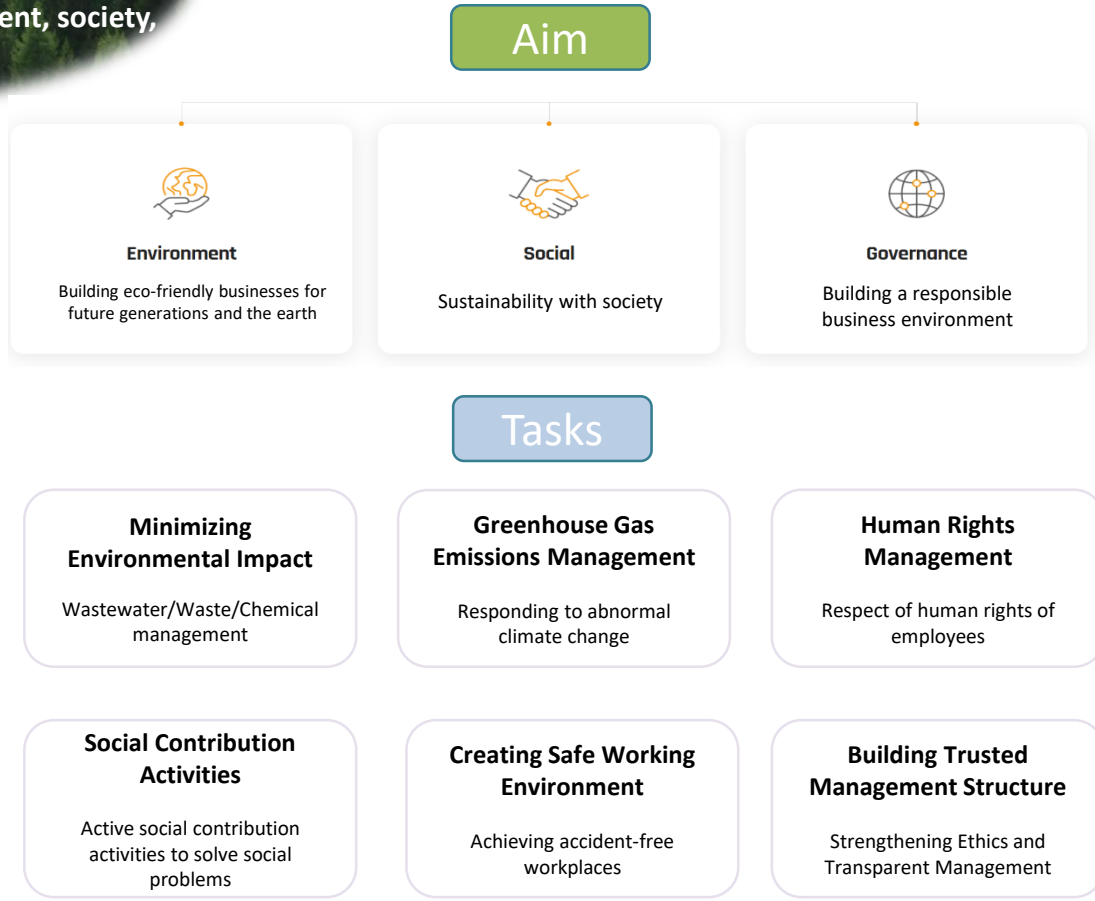 ent, society,
Aim
Environment
Building eco-friendly businesses for
future generations and the earth
Social
Sustainability with society
Governance
Building a responsible
business environment
Tasks
Minimizing
Environmental Impact
Wastewater/Waste/Chemical
management
Greenhouse Gas
Emissions Management
Responding to abnormal
climate change
Human Rights
Management
Respect of human rights of
employees
Social Contribution
Activities
Active social contribution
activities to solve social
problems
Creating Safe Working
Environment
Achieving accident-free
workplaces
Building Trusted
Management Structure
Strengthening Ethics and
Transparent Management